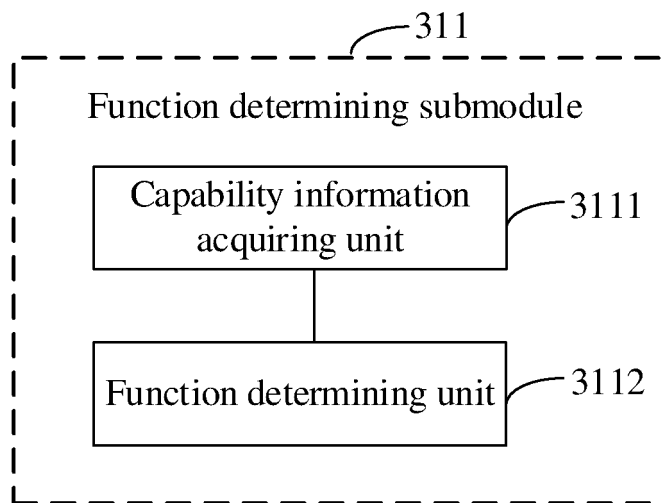 311
Function determining submodule
Capability information
acquiring unit
3111
Function determining unit
3112